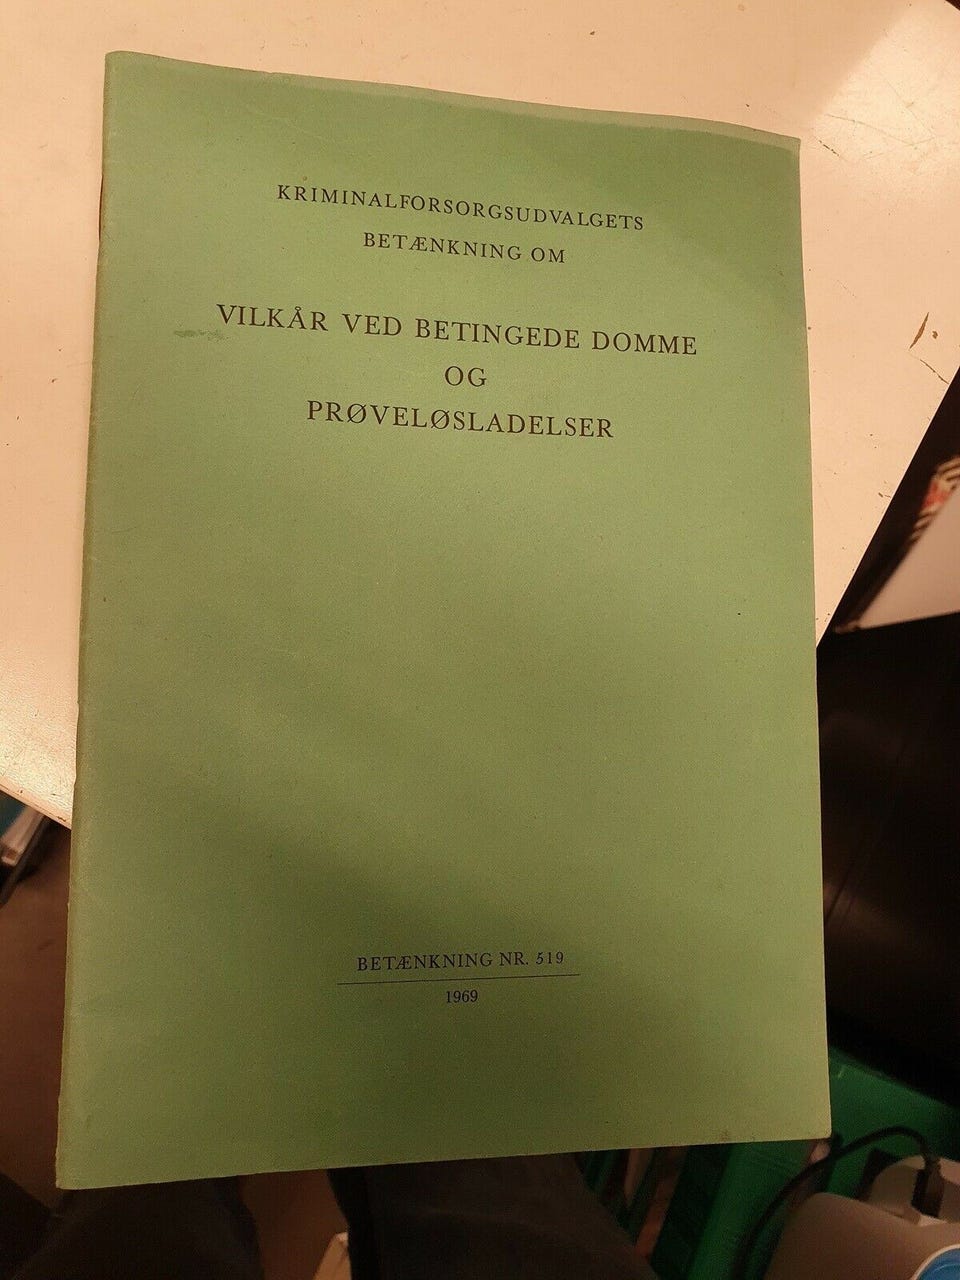 KRIMINALFORSORGSUDVALGETS
BETÆNKNING OM
VILKÅR VED BETINGEDE DOMME
OG
PRØVELØSLADELSER
BETÆNKNING NR. 519
1969